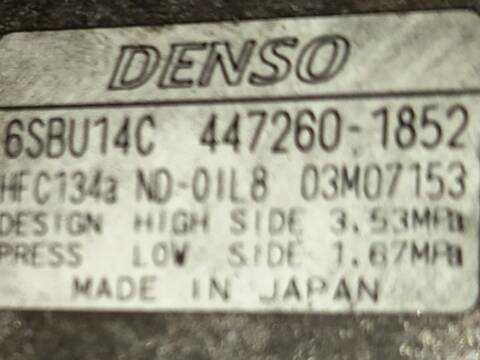 DENSO
6SBU14C 447260-1852
HFC134a ND-OIL8 03M07153
DESIGN HIGH SIDE 3.53MPa
PRESS LOW SIDE 1.67MPa
MADE IN JAPAN